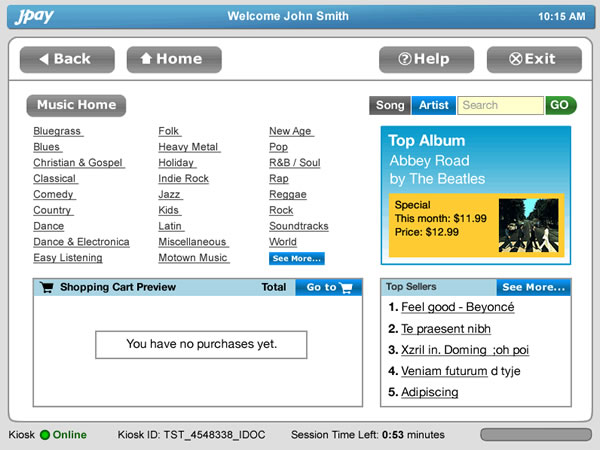 jpay Welcome John Smith 10:15 AM
Back Home Help Exit
Music Home
Song Artist Search GO
Bluegrass Folk New Age
Blues Heavy Metal Pop
Christian & Gospel Holiday R&B / Soul
Classical Indie Rock Rap
Comedy Jazz Reggae
Country Kids Rock
Dance Latin Soundtracks
Dance & Electronica Miscellaneous World
Easy Listening Motown Music See More...
Top Album
Abbey Road
by The Beatles
Special
This month: $11.99
Price: $12.99
Shopping Cart Preview Total Go to
You have no purchases yet.
Top Sellers See More...
1. Feel good - Beyoncé
2. Te praesent nibh
3. Xzril in. Doming ;oh poi
4. Veniam futurum d tyje
5. Adipiscing
Kiosk Online Kiosk ID: TST_4548338_IDOC Session Time Left: 0:53 minutes